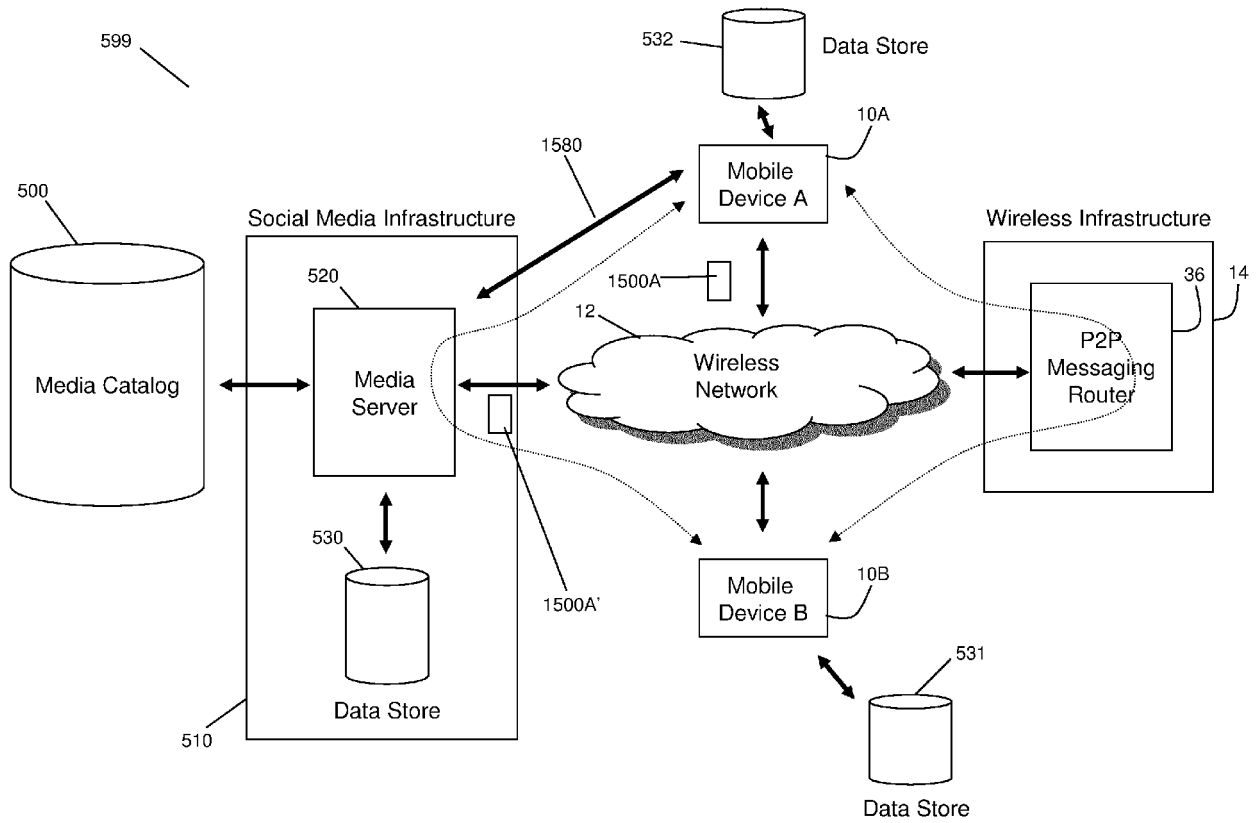 599
532
Data Store
10A
1580
Mobile
Device A
500
Social Media Infrastructure
Wireless Infrastructure
520
1500A
36
14
12
Media Catalog
Media
Server
Wireless
Network
P2P
Messaging
Router
530
1500A'
Mobile
Device B
10B
531
Data Store
510
Data Store